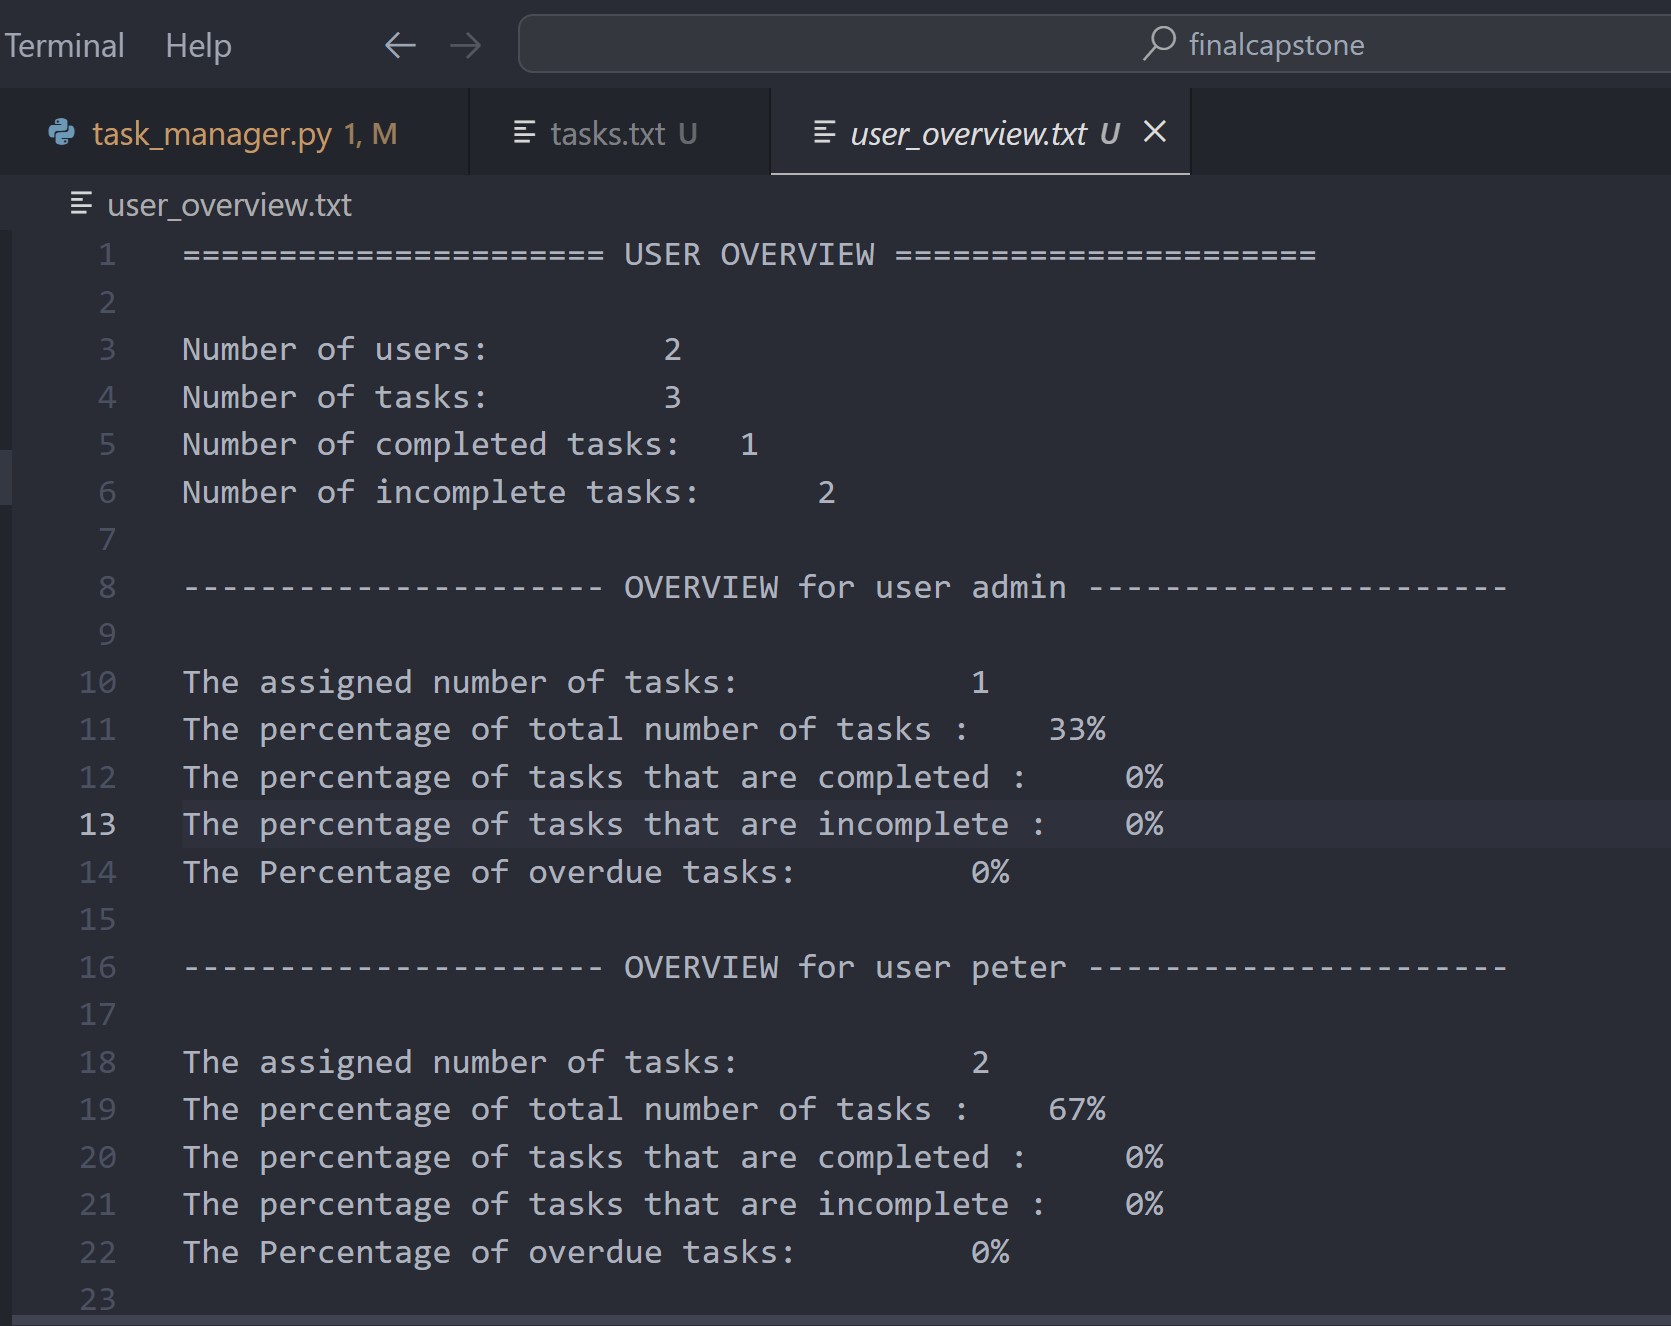 Terminal Help finalcapstone
task_manager.py 1, M tasks.txt U user_overview.txt U
user_overview.txt
1 ====================== USER OVERVIEW ======================
2
3 Number of users: 2
4 Number of tasks: 3
5 Number of completed tasks: 1
6 Number of incomplete tasks: 2
7
8 ---------------------- OVERVIEW for user admin ----------------------
9
10 The assigned number of tasks: 1
11 The percentage of total number of tasks : 33%
12 The percentage of tasks that are completed : 0%
13 The percentage of tasks that are incomplete : 0%
14 The Percentage of overdue tasks: 0%
15
16 ---------------------- OVERVIEW for user peter ----------------------
17
18 The assigned number of tasks: 2
19 The percentage of total number of tasks : 67%
20 The percentage of tasks that are completed : 0%
21 The percentage of tasks that are incomplete : 0%
22 The Percentage of overdue tasks: 0%
23